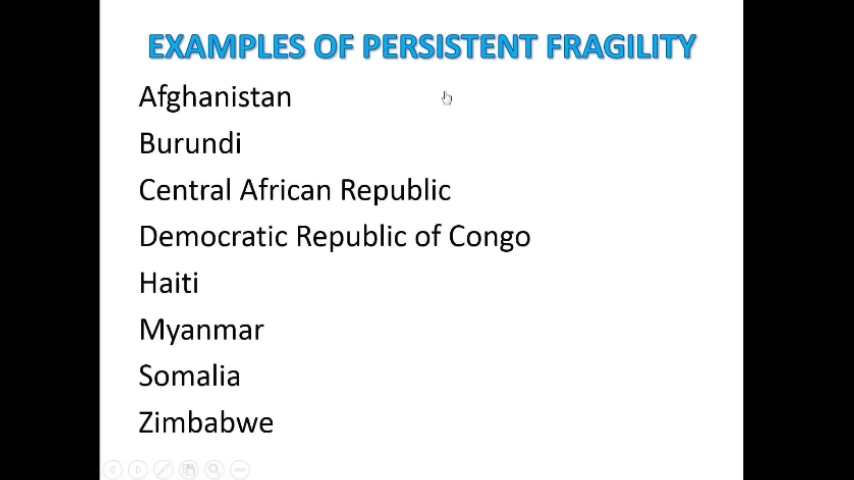 EXAMPLES OF PERSISTENT FRAGILITY
Afghanistan
Burundi
Central African Republic
Democratic Republic of Congo
Haiti
Myanmar
Somalia
Zimbabwe